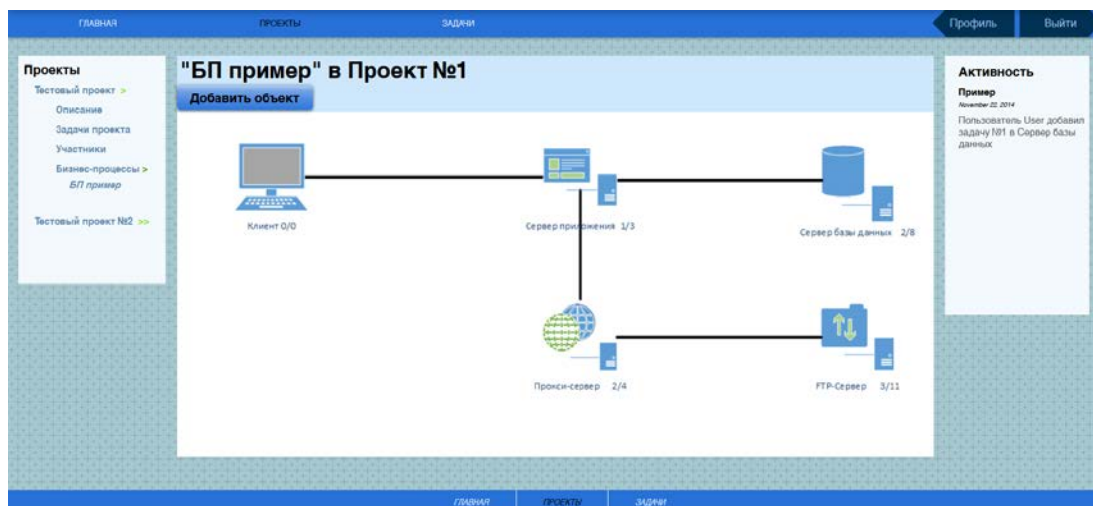 ГЛАВНАЯ ПРОЕКТЫ ЗАДАЧИ Профиль Выйти
Проекты
Тестовый проект >
Описание
Задачи проекта
Участники
Бизнес-процессы >
БП пример
Тестовый проект №2 >>
"БП пример" в Проект №1
Добавить объект
Клиент 0/0
Сервер приложения 1/3
Сервер базы данных 2/8
Прокси-сервер 2/4
FTP-Сервер 3/11
Активность
Пример
November 22, 2014
Пользователь User добавил
задачу №1 в Сервер базы
данных
ГЛАВНАЯ ПРОЕКТЫ ЗАДАЧИ